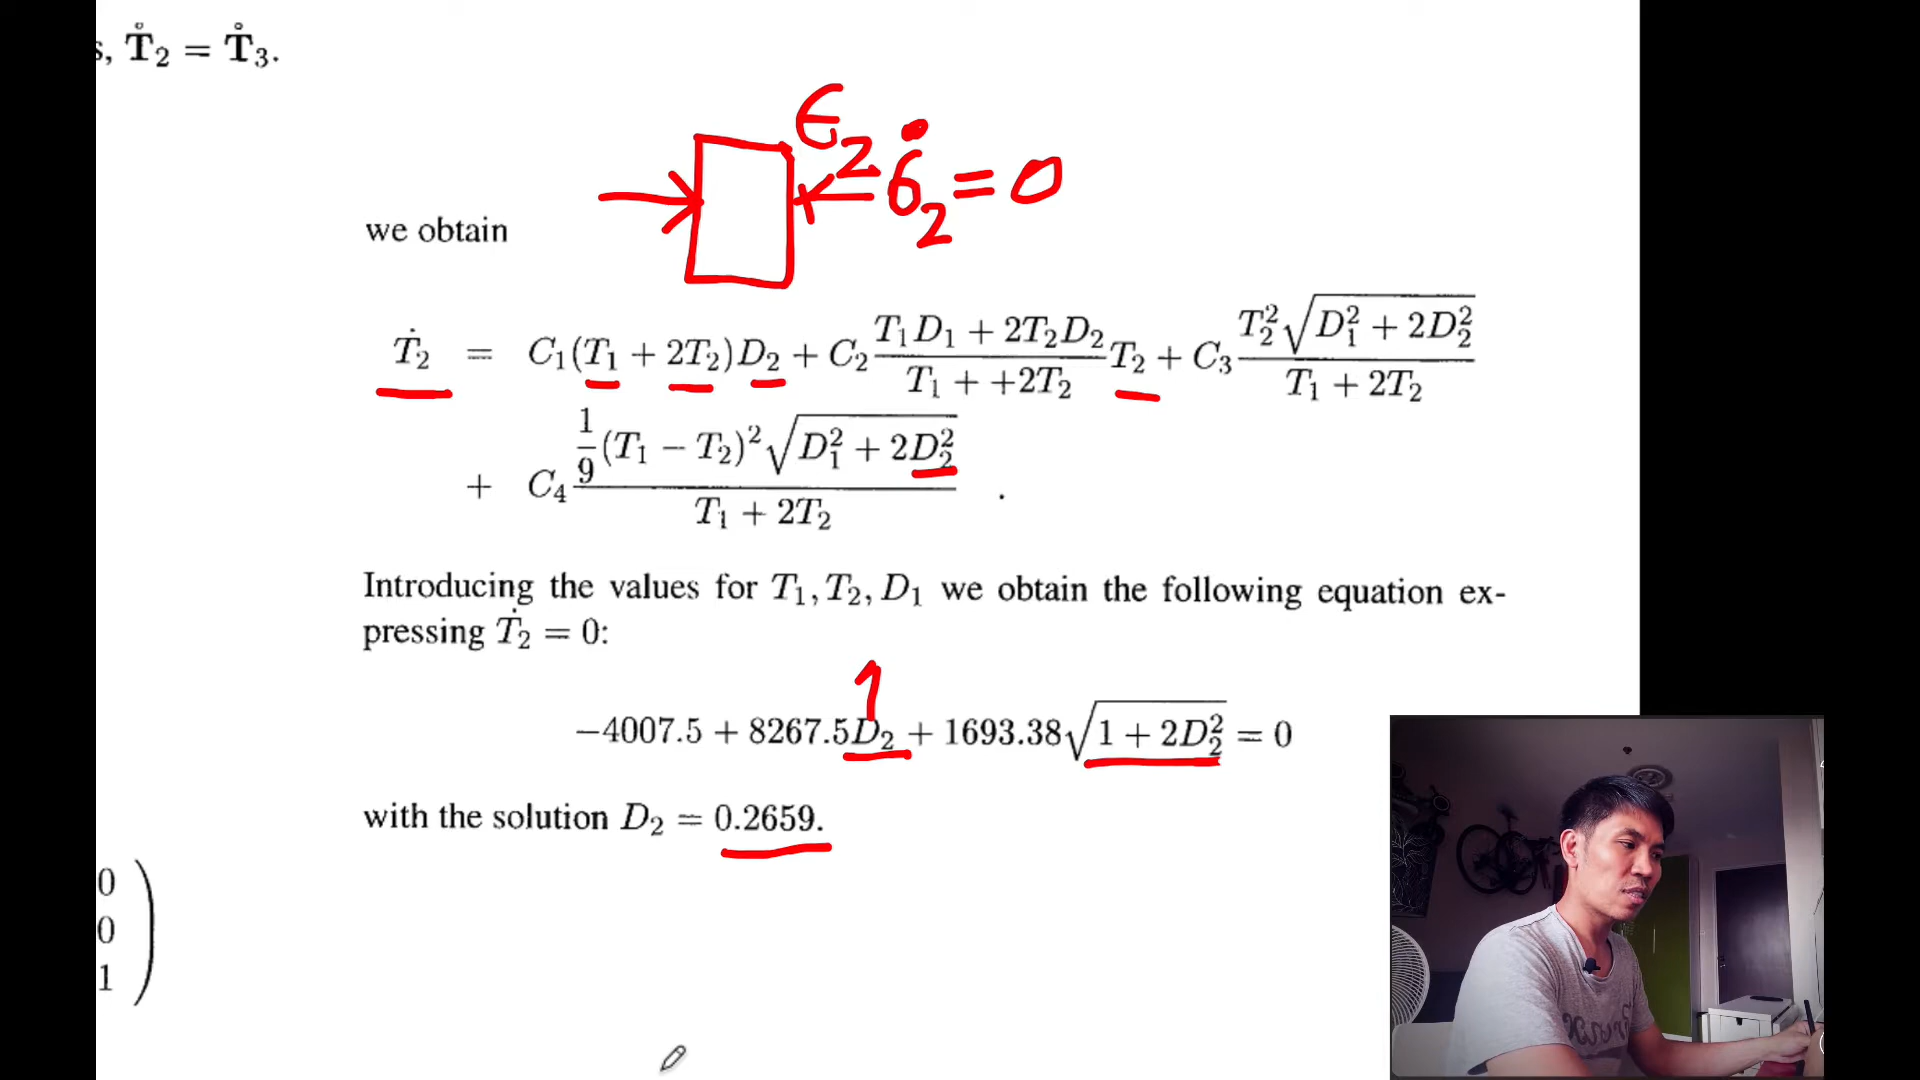 s, T̊₂ = T̊₃.
ϵ₂ σ̇₂ = 0
we obtain
Ṫ₂ = C₁(T₁ + 2T₂)D₂ + C₂ (T₁D₁ + 2T₂D₂)/(T₁ + +2T₂) T₂ + C₃ (T₂²√(D₁² + 2D₂²))/(T₁ + 2T₂)
+ C₄ (1/9 (T₁ − T₂)²√(D₁² + 2D₂²))/(T₁ + 2T₂) .
Introducing the values for T₁, T₂, D₁ we obtain the following equation ex-
pressing Ṫ₂ = 0:
1
−4007.5 + 8267.5D₂ + 1693.38√(1 + 2D₂²) = 0
with the solution D₂ = 0.2659.
0
0
1 )